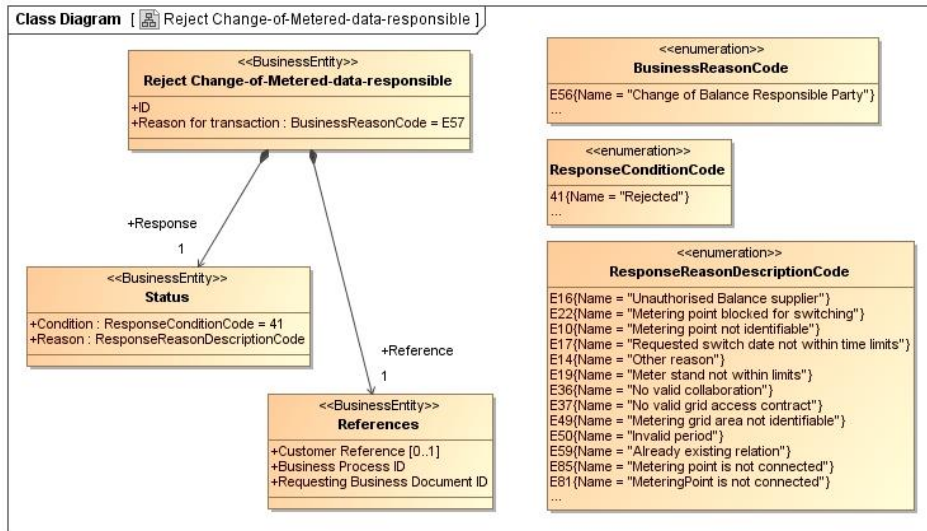 Class Diagram [ Reject Change-of-Metered-data-responsible ]
<<BusinessEntity>>
Reject Change-of-Metered-data-responsible
+ID
+Reason for transaction : BusinessReasonCode = E57
+Response
1
<<BusinessEntity>>
Status
+Condition : ResponseConditionCode = 41
+Reason : ResponseReasonDescriptionCode
+Reference
1
<<BusinessEntity>>
References
+Customer Reference [0..1]
+Business Process ID
+Requesting Business Document ID
<<enumeration>>
BusinessReasonCode
E56{Name = "Change of Balance Responsible Party"}
...
<<enumeration>>
ResponseConditionCode
41{Name = "Rejected"}
...
<<enumeration>>
ResponseReasonDescriptionCode
E16{Name = "Unauthorised Balance supplier"}
E22{Name = "Metering point blocked for switching"}
E10{Name = "Metering point not identifiable"}
E17{Name = "Requested switch date not within time limits"}
E14{Name = "Other reason"}
E19{Name = "Meter stand not within limits"}
E36{Name = "No valid collaboration"}
E37{Name = "No valid grid access contract"}
E49{Name = "Metering grid area not identifiable"}
E50{Name = "Invalid period"}
E59{Name = "Already existing relation"}
E85{Name = "Metering point is not connected"}
E81{Name = "MeteringPoint is not connected"}
...